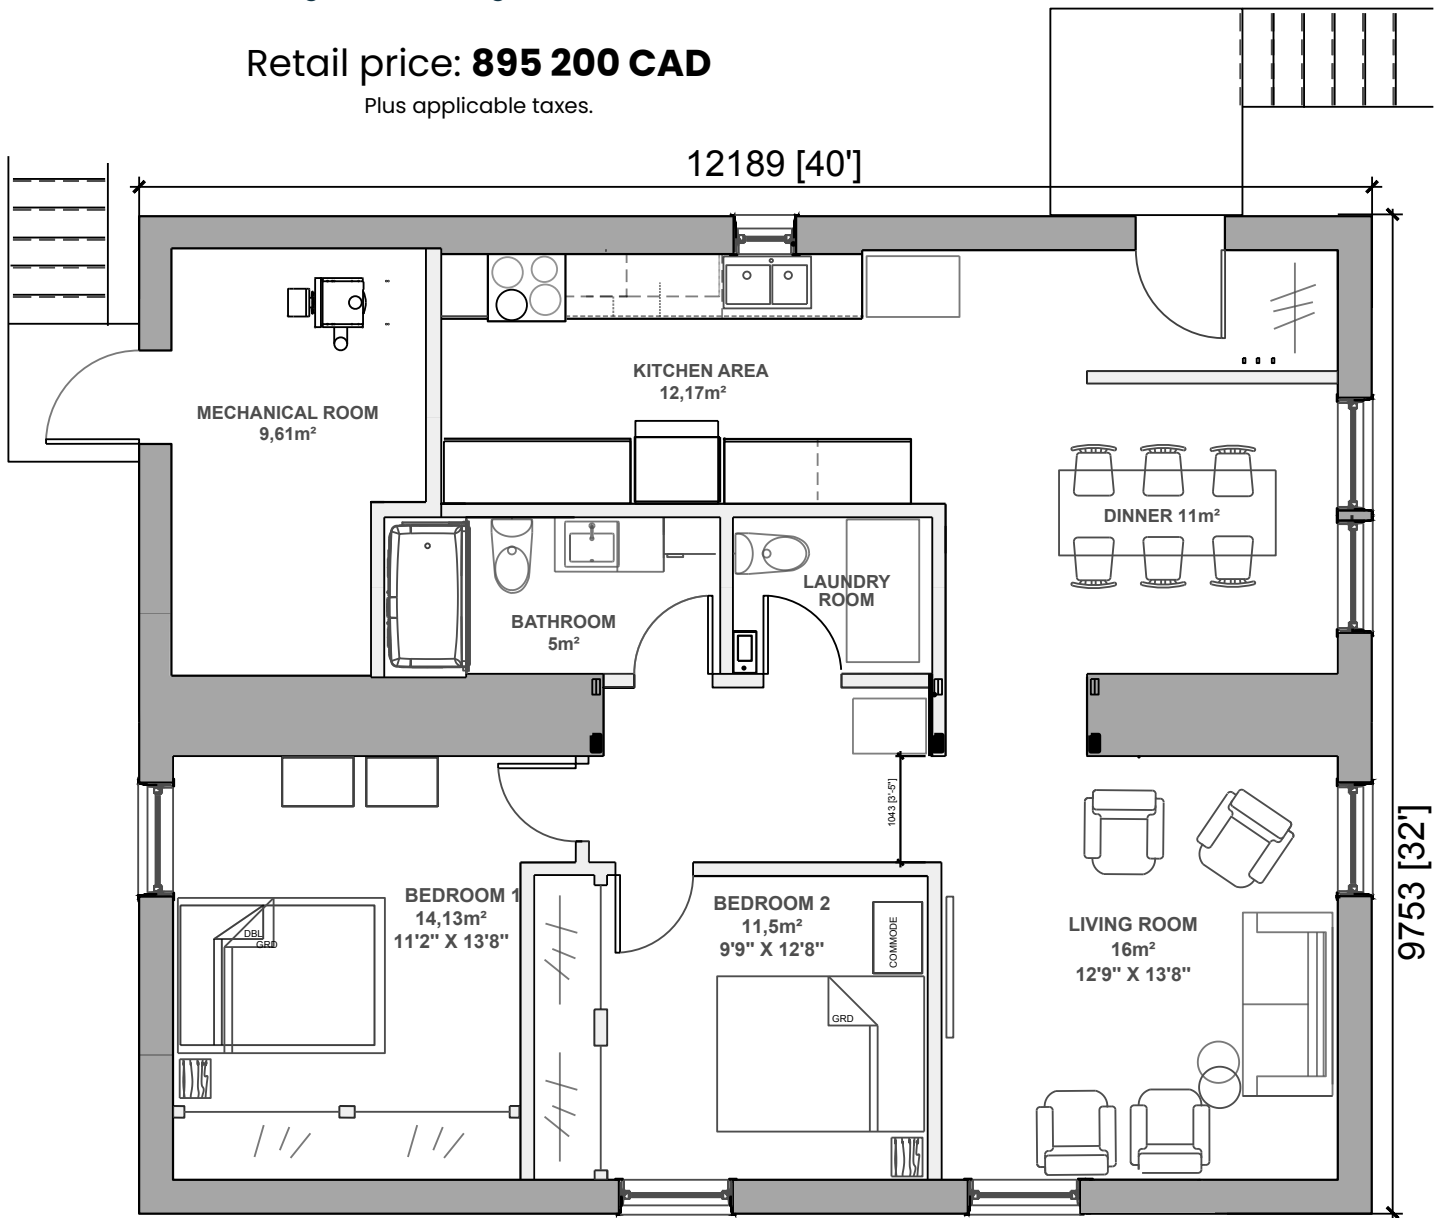 Retail price: 895 200 CAD
Plus applicable taxes.
12189 [40']
KITCHEN AREA
12,17m²
MECHANICAL ROOM
9,61m²
DINNER 11m²
LAUNDRY
ROOM
BATHROOM
5m²
1043 [3'-5"]
9753 [32']
BEDROOM 1
14,13m²
11'2" X 13'8"
DBL
GRD
BEDROOM 2
11,5m²
9'9" X 12'8"
COMMODE
GRD
LIVING ROOM
16m²
12'9" X 13'8"